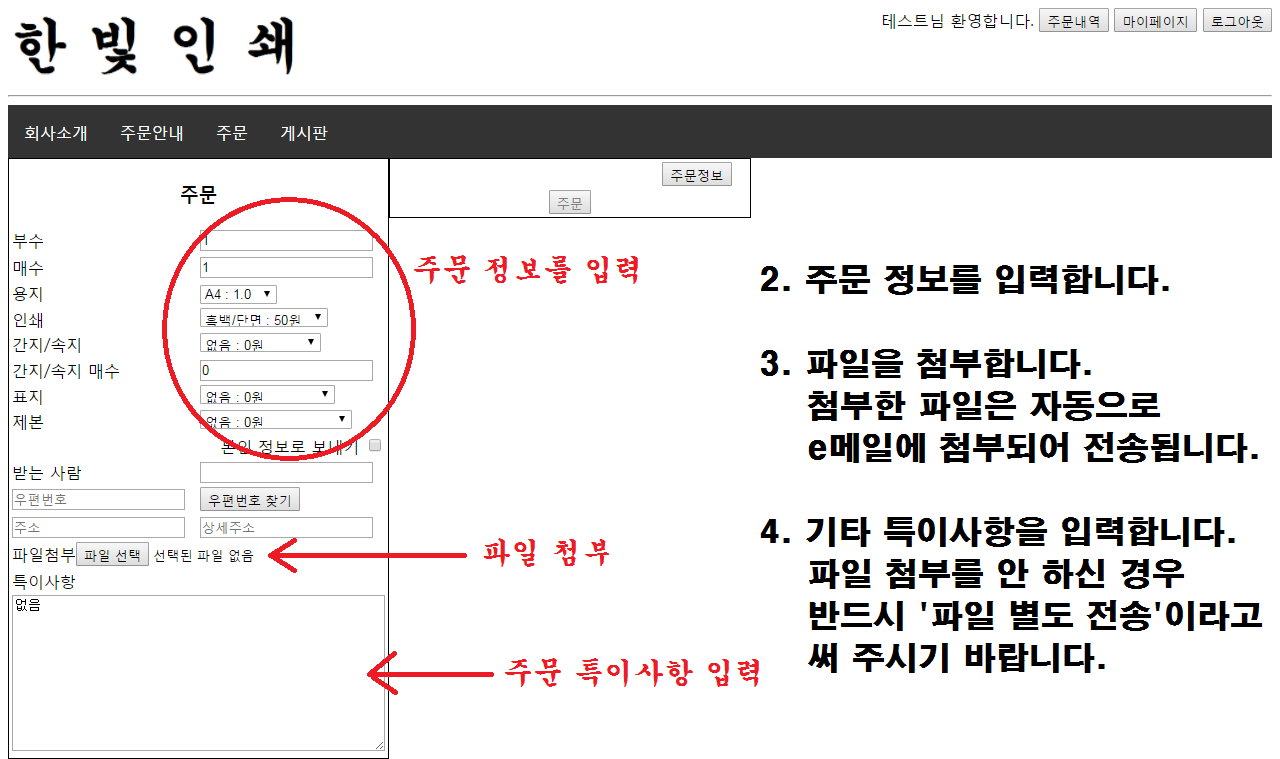 한빛인쇄
테스트님 환영합니다. 주문내역 마이페이지 로그아웃
회사소개 주문안내 주문 게시판
주문
부수 1
매수 1
용지 A4 : 1.0
인쇄 흑백/단면 : 50원
간지/속지 없음 : 0원
간지/속지 매수 0
표지 없음 : 0원
제본 없음 : 0원
본인 정보로 보내기
받는 사람
우편번호 우편번호 찾기
주소 상세주소
파일첨부 파일 선택 선택된 파일 없음
특이사항
없음
주문정보
주문
주문 정보를 입력
파일 첨부
주문 특이사항 입력
2. 주문 정보를 입력합니다.
3. 파일을 첨부합니다.
첨부한 파일은 자동으로
e메일에 첨부되어 전송됩니다.
4. 기타 특이사항을 입력합니다.
파일 첨부를 안 하신 경우
반드시 '파일 별도 전송'이라고
써 주시기 바랍니다.